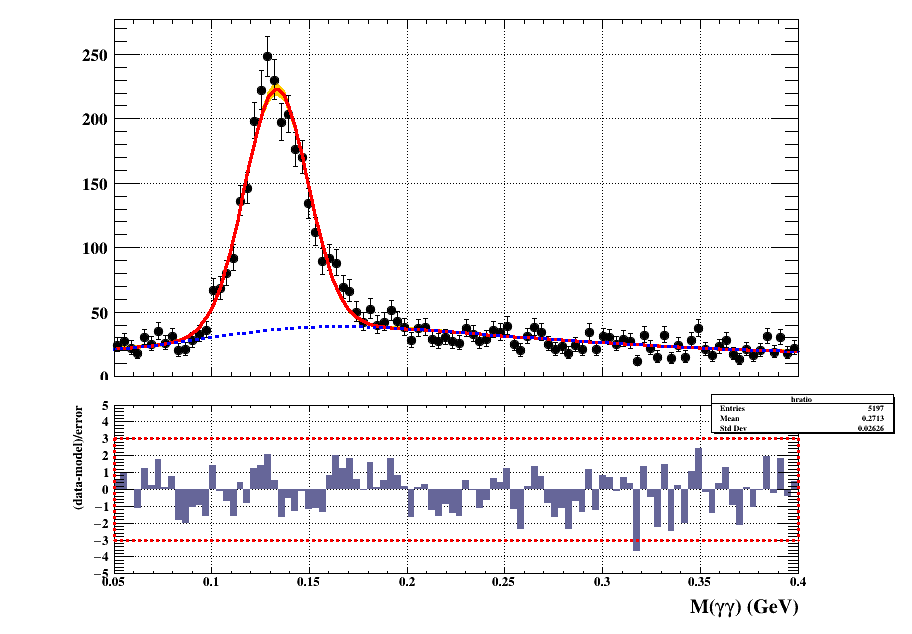 250
200
150
100
50
0
(data-model)/error
5
4
3
2
1
0
−1
−2
−3
−4
−5
hratio
Entries 5197
Mean 0.2713
Std Dev 0.02626
0.05 0.1 0.15 0.2 0.25 0.3 0.35 0.4
M(γγ) (GeV)